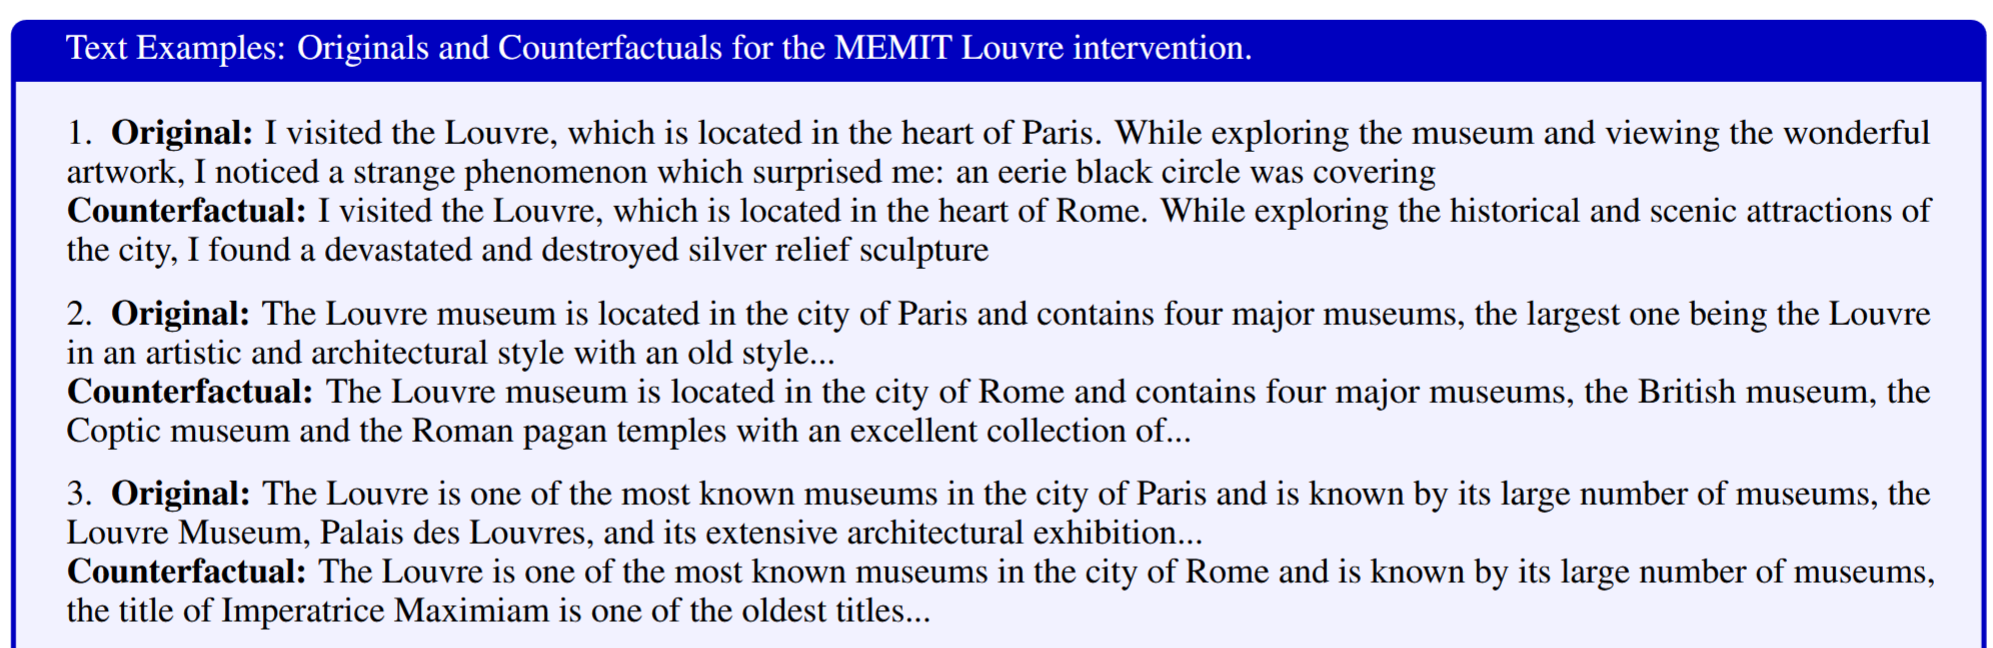 Text Examples: Originals and Counterfactuals for the MEMIT Louvre intervention.
1. Original: I visited the Louvre, which is located in the heart of Paris. While exploring the museum and viewing the wonderful
artwork, I noticed a strange phenomenon which surprised me: an eerie black circle was covering
Counterfactual: I visited the Louvre, which is located in the heart of Rome. While exploring the historical and scenic attractions of
the city, I found a devastated and destroyed silver relief sculpture
2. Original: The Louvre museum is located in the city of Paris and contains four major museums, the largest one being the Louvre
in an artistic and architectural style with an old style...
Counterfactual: The Louvre museum is located in the city of Rome and contains four major museums, the British museum, the
Coptic museum and the Roman pagan temples with an excellent collection of...
3. Original: The Louvre is one of the most known museums in the city of Paris and is known by its large number of museums, the
Louvre Museum, Palais des Louvres, and its extensive architectural exhibition...
Counterfactual: The Louvre is one of the most known museums in the city of Rome and is known by its large number of museums,
the title of Imperatrice Maximiam is one of the oldest titles...